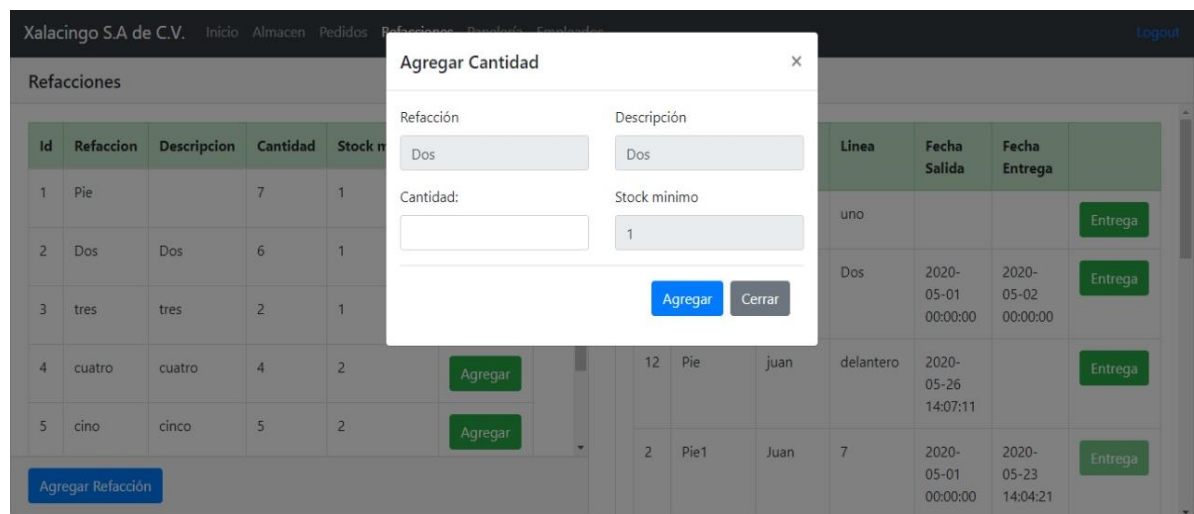 Xalacingo S.A de C.V. Inicio Almacen Pedidos Refacciones Papelería Empleados Logout
Refacciones
Agregar Cantidad ×
Refacción Descripción
Dos Dos
Cantidad: Stock minimo
1
Agregar Cerrar
Id Refaccion Descripcion Cantidad Stock m
1 Pie 7 1
2 Dos Dos 6 1
3 tres tres 2 1
4 cuatro cuatro 4 2 Agregar
5 cino cinco 5 2 Agregar
Agregar Refacción
Linea Fecha Salida Fecha Entrega
uno Entrega
Dos 2020-05-01 00:00:00 2020-05-02 00:00:00 Entrega
12 Pie juan delantero 2020-05-26 14:07:11 Entrega
2 Pie1 Juan 7 2020-05-01 00:00:00 2020-05-23 14:04:21 Entrega